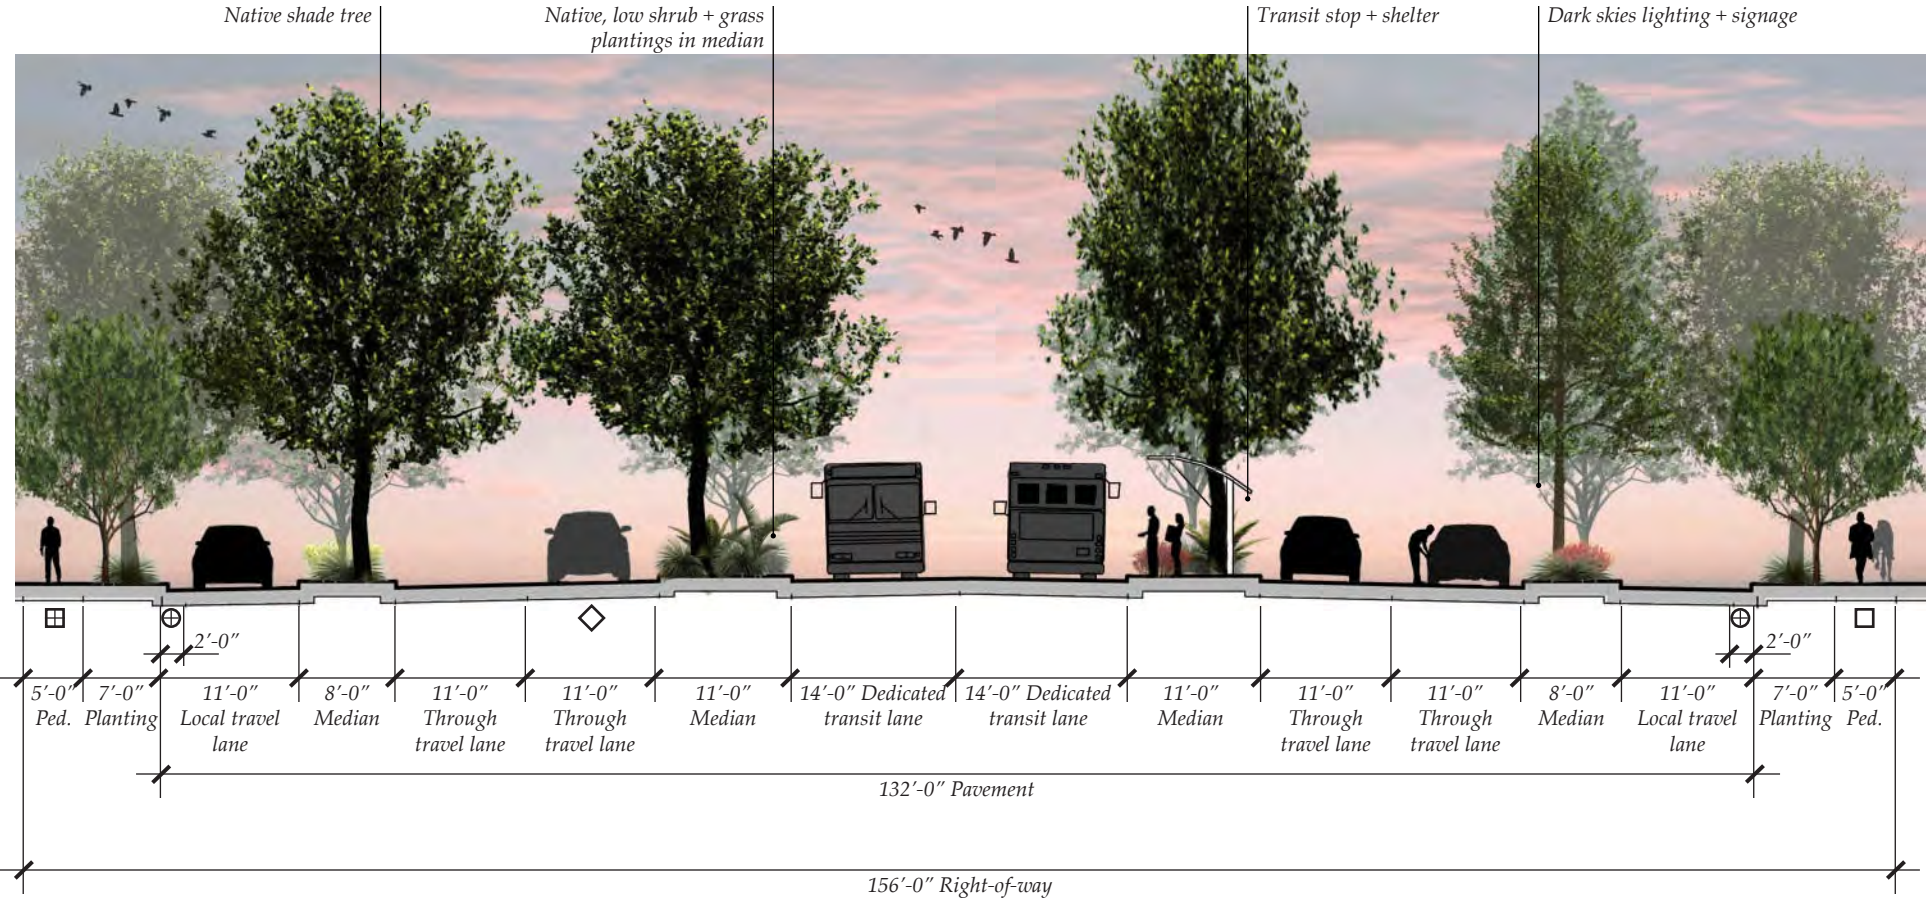 Native shade tree
Native, low shrub + grass
plantings in median
Transit stop + shelter
Dark skies lighting + signage
2’-0”
2’-0”
5’-0”
Ped.
7’-0”
Planting
11’-0”
Local travel
lane
8’-0”
Median
11’-0”
Through
travel lane
11’-0”
Through
travel lane
11’-0”
Median
14’-0” Dedicated
transit lane
14’-0” Dedicated
transit lane
11’-0”
Median
11’-0”
Through
travel lane
11’-0”
Through
travel lane
8’-0”
Median
11’-0”
Local travel
lane
7’-0”
Planting
5’-0”
Ped.
132’-0” Pavement
156’-0” Right-of-way